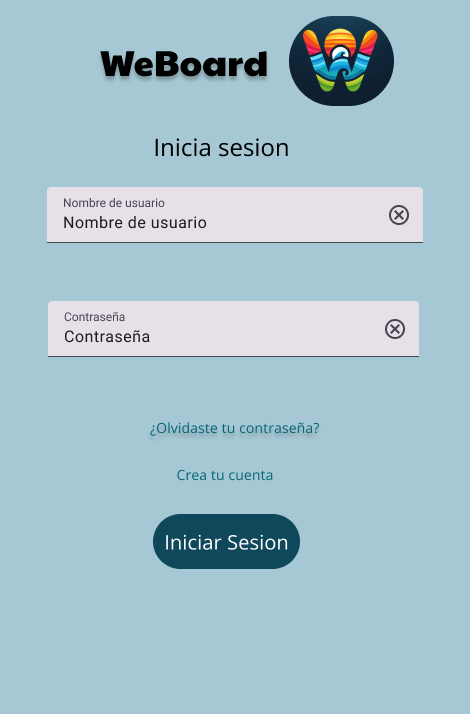 WeBoard
W
Inicia sesion
Nombre de usuario
Nombre de usuario
Contraseña
Contraseña
¿Olvidaste tu contraseña?
Crea tu cuenta
Iniciar Sesion